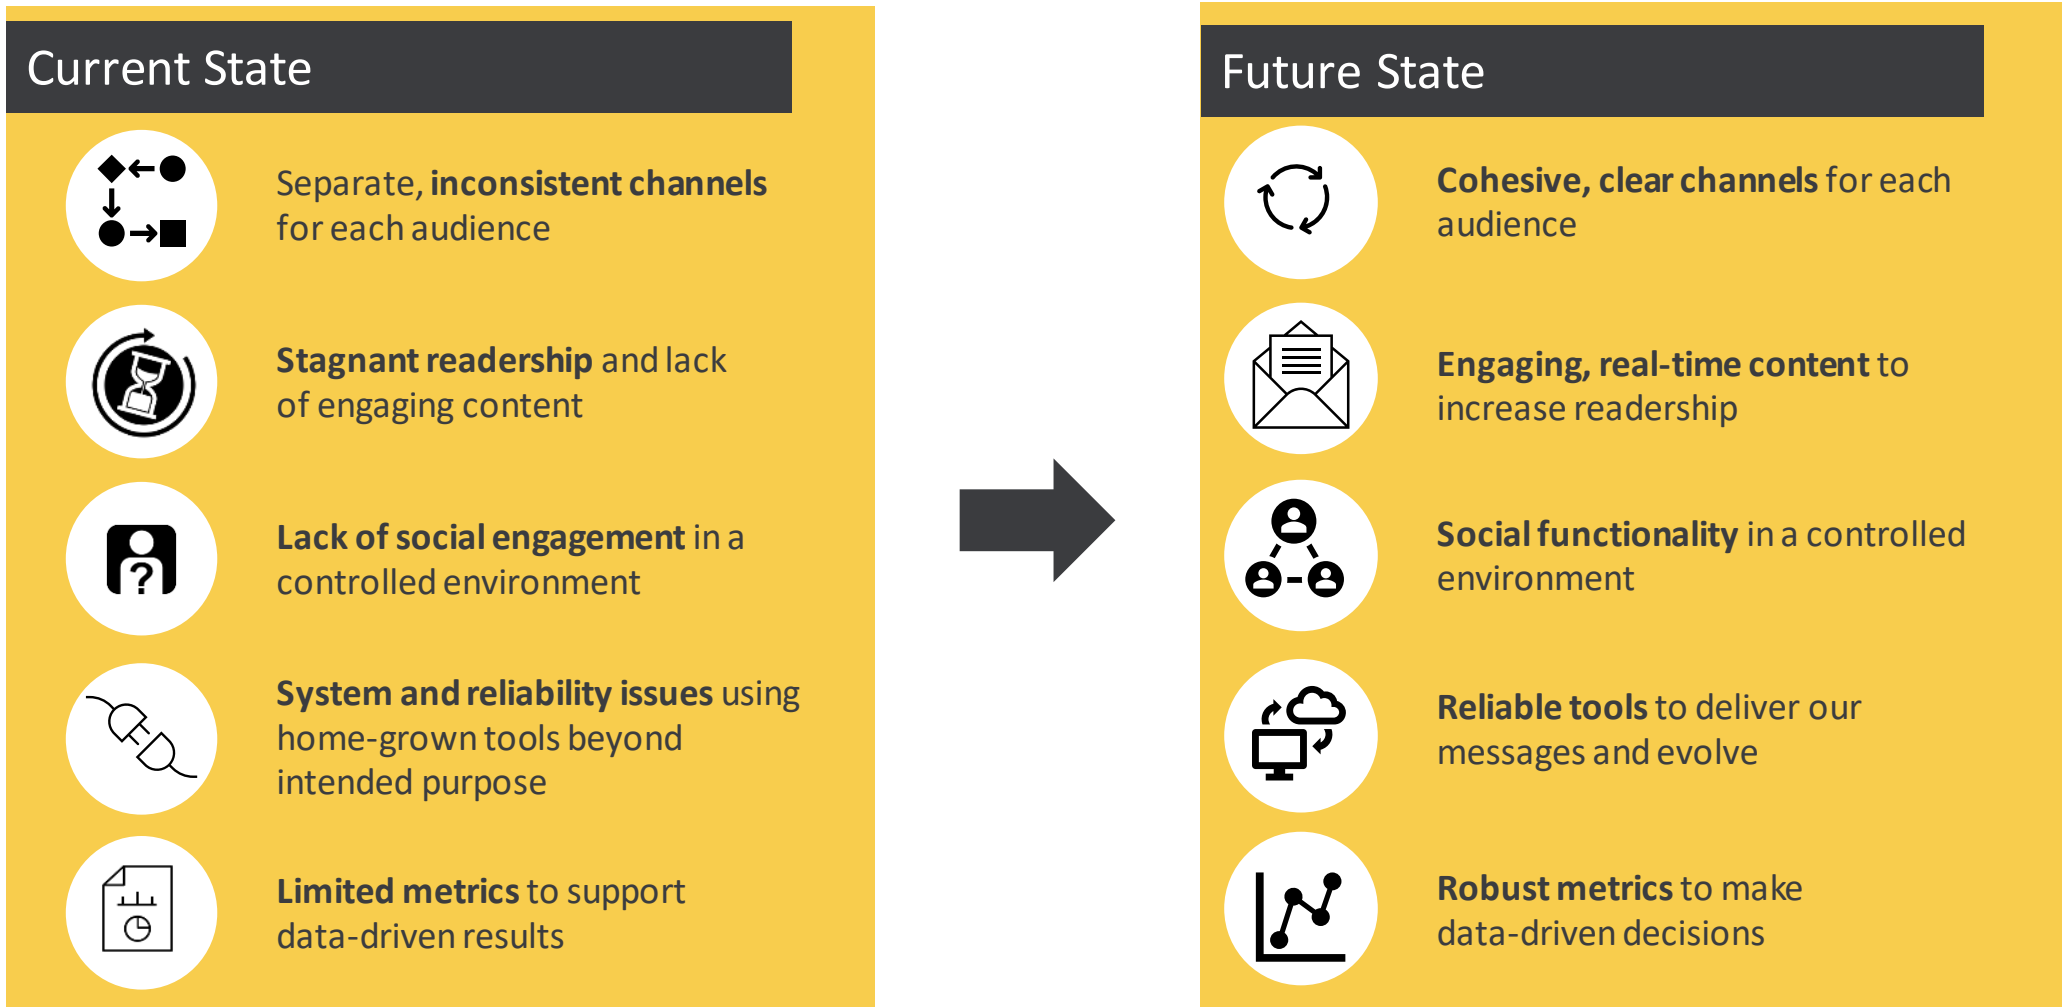 Current State
Separate, inconsistent channels
for each audience
Stagnant readership and lack
of engaging content
Lack of social engagement in a
controlled environment
?
System and reliability issues using
home-grown tools beyond
intended purpose
Limited metrics to support
data-driven results
Future State
Cohesive, clear channels for each
audience
Engaging, real-time content to
increase readership
Social functionality in a controlled
environment
Reliable tools to deliver our
messages and evolve
Robust metrics to make
data-driven decisions